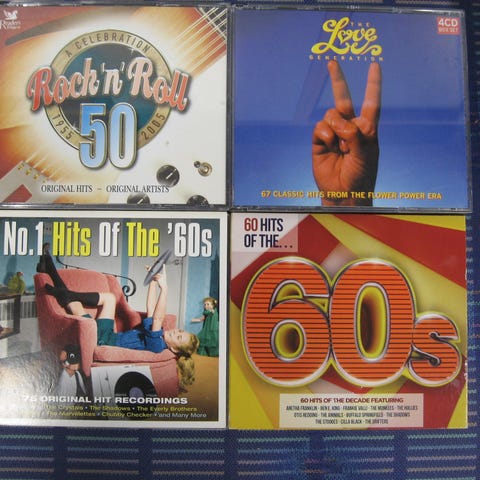 Reader's Digest
A CELEBRATION
Rock 'n' Roll
50
1955 2005
ORIGINAL HITS - ORIGINAL ARTISTS
THE
Love
GENERATION
4CD
BOX SET
67 CLASSIC HITS FROM THE FLOWER POWER ERA
No.1 Hits Of The '60s
75 ORIGINAL HIT RECORDINGS
The Crystals • The Shadows • The Everly Brothers
The Marvelettes • Chubby Checker • and Many More
60 HITS
OF THE...
60s
60 HITS OF THE DECADE FEATURING
ARETHA FRANKLIN • BEN E. KING • FRANKIE VALLI • THE MONKEES • THE HOLLIES
OTIS REDDING • THE ANIMALS • BUFFALO SPRINGFIELD • THE SHADOWS
THE STOOGES • CILLA BLACK • THE DRIFTERS